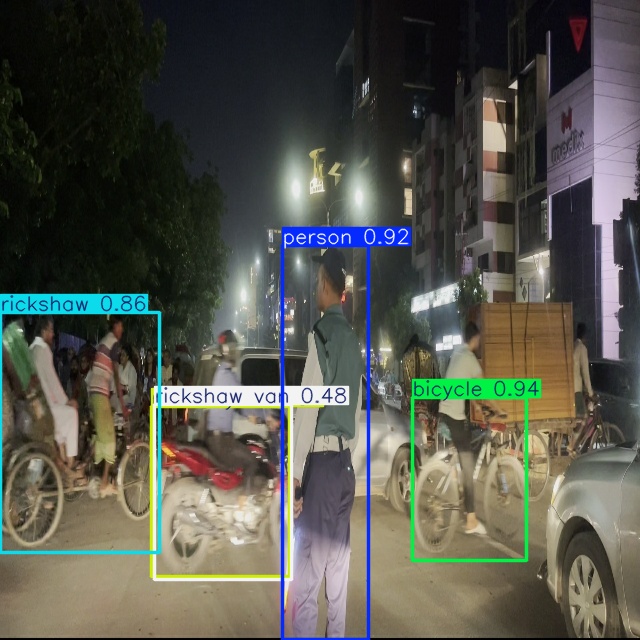 medix
person 0.92
rickshaw 0.86
rickshaw van 0.48
bicycle 0.94